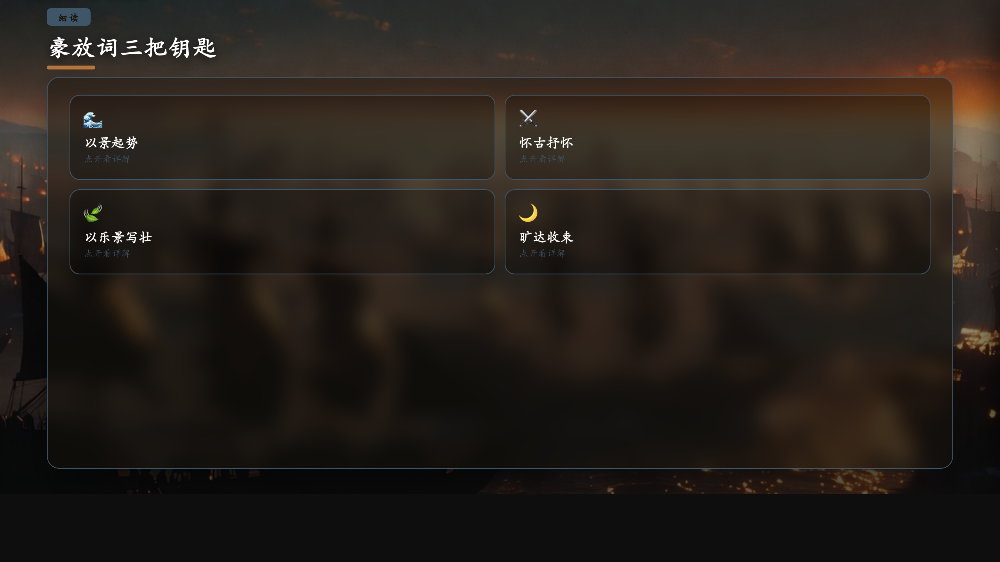 细读
豪放词三把钥匙
以景起势
点开看详解
怀古抒怀
点开看详解
以乐景写壮
点开看详解
旷达收束
点开看详解